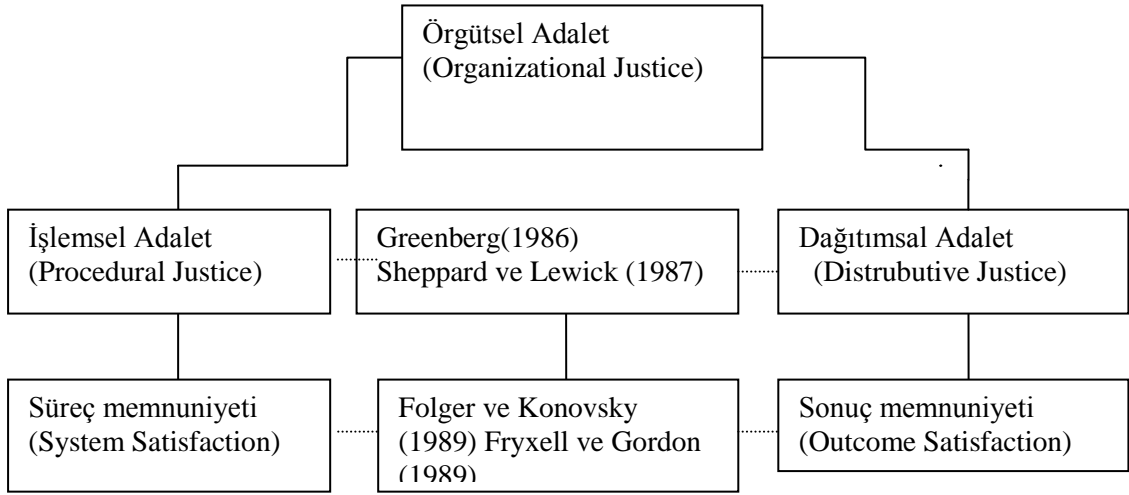 Örgütsel Adalet
(Organizational Justice)
İşlemsel Adalet
(Procedural Justice)
Greenberg(1986)
Sheppard ve Lewick (1987)
Dağıtımsal Adalet
(Distrubutive Justice)
Süreç memnuniyeti
(System Satisfaction)
Folger ve Konovsky
(1989) Fryxell ve Gordon
(1989)
Sonuç memnuniyeti
(Outcome Satisfaction)